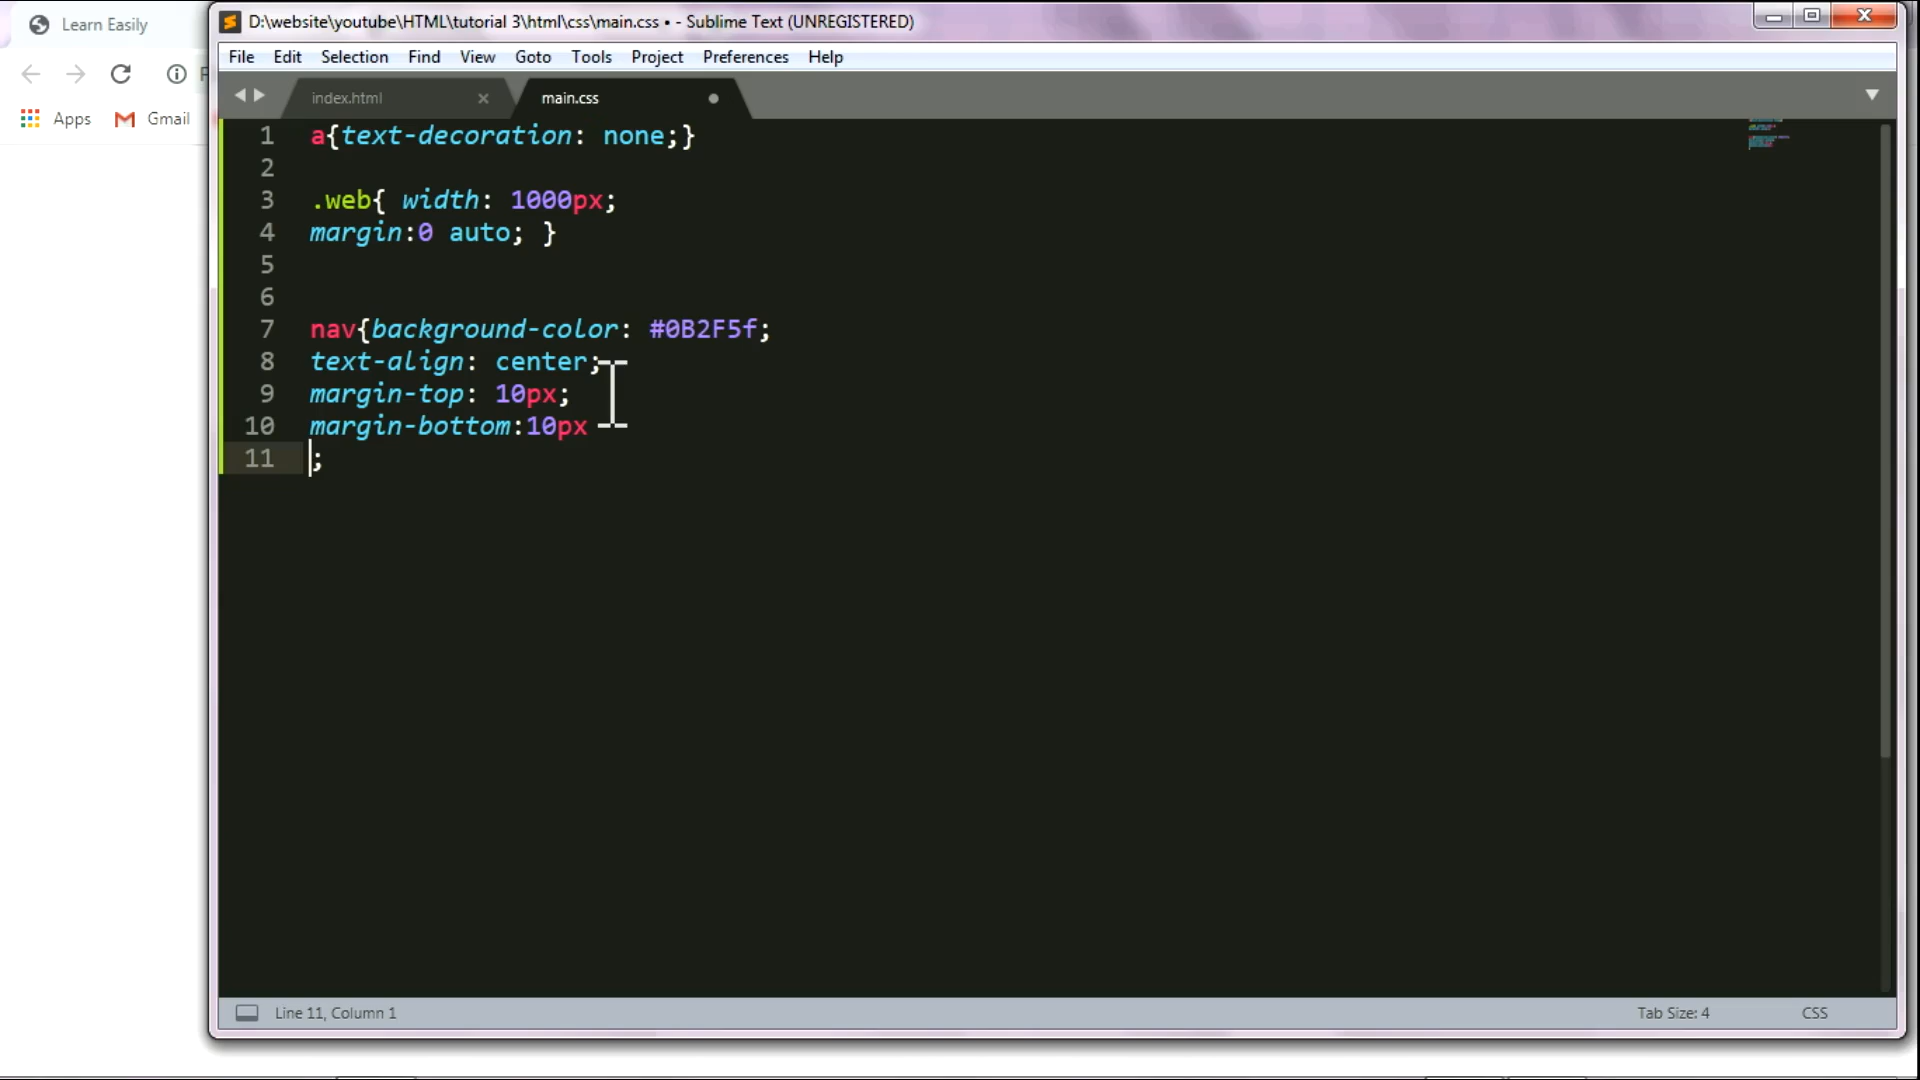 Learn Easily
D:\website\youtube\HTML\tutorial 3\html\css\main.css • - Sublime Text (UNREGISTERED)
File Edit Selection Find View Goto Tools Project Preferences Help
Apps Gmail
index.html main.css
1 a{text-decoration: none;}
2
3 .web{ width: 1000px;
4 margin:0 auto; }
5
6
7 nav{background-color: #0B2F5f;
8 text-align: center;
9 margin-top: 10px;
10 margin-bottom:10px
11 ;
Line 11, Column 1 Tab Size: 4 CSS